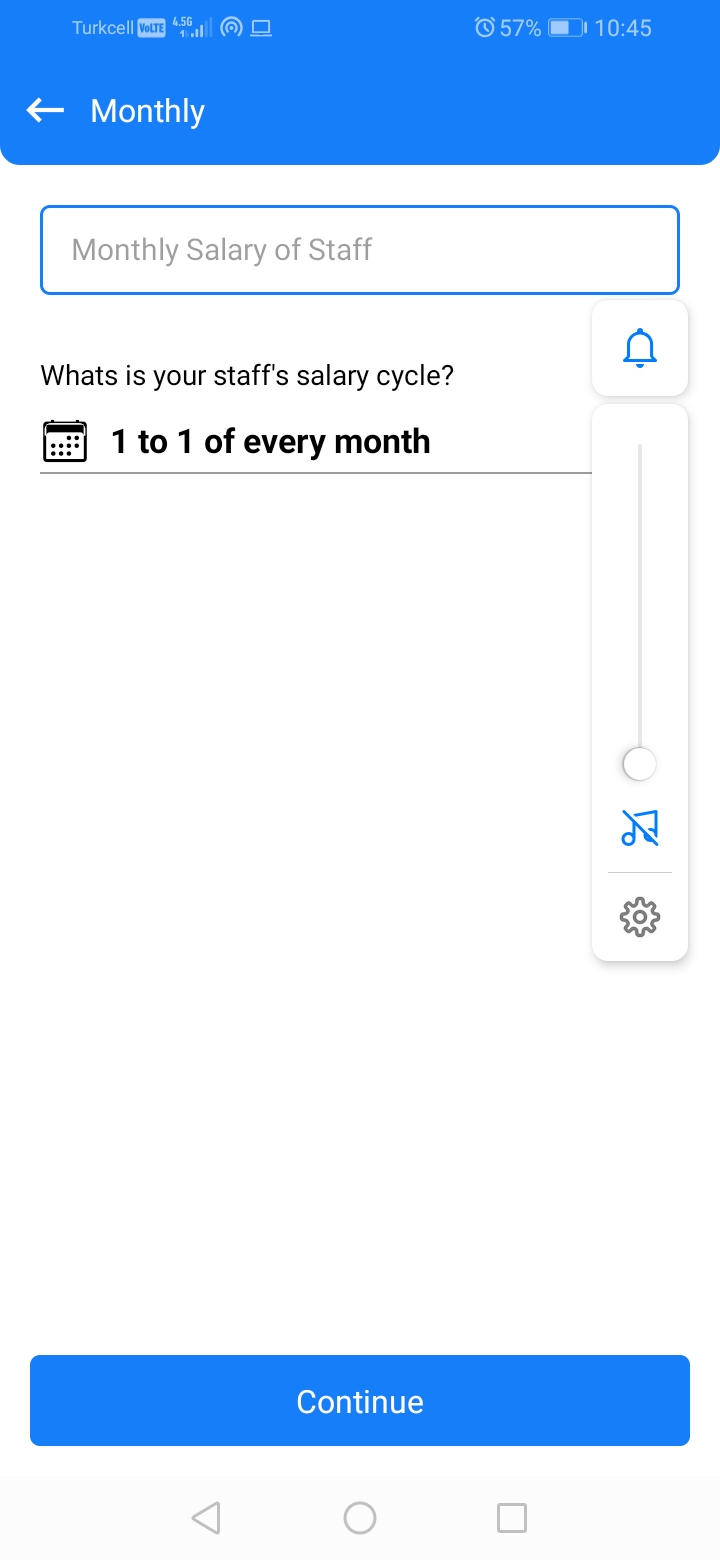 Turkcell VoLTE 4.5G 57% 10:45
Monthly
Monthly Salary of Staff
Whats is your staff's salary cycle?
1 to 1 of every month
Continue